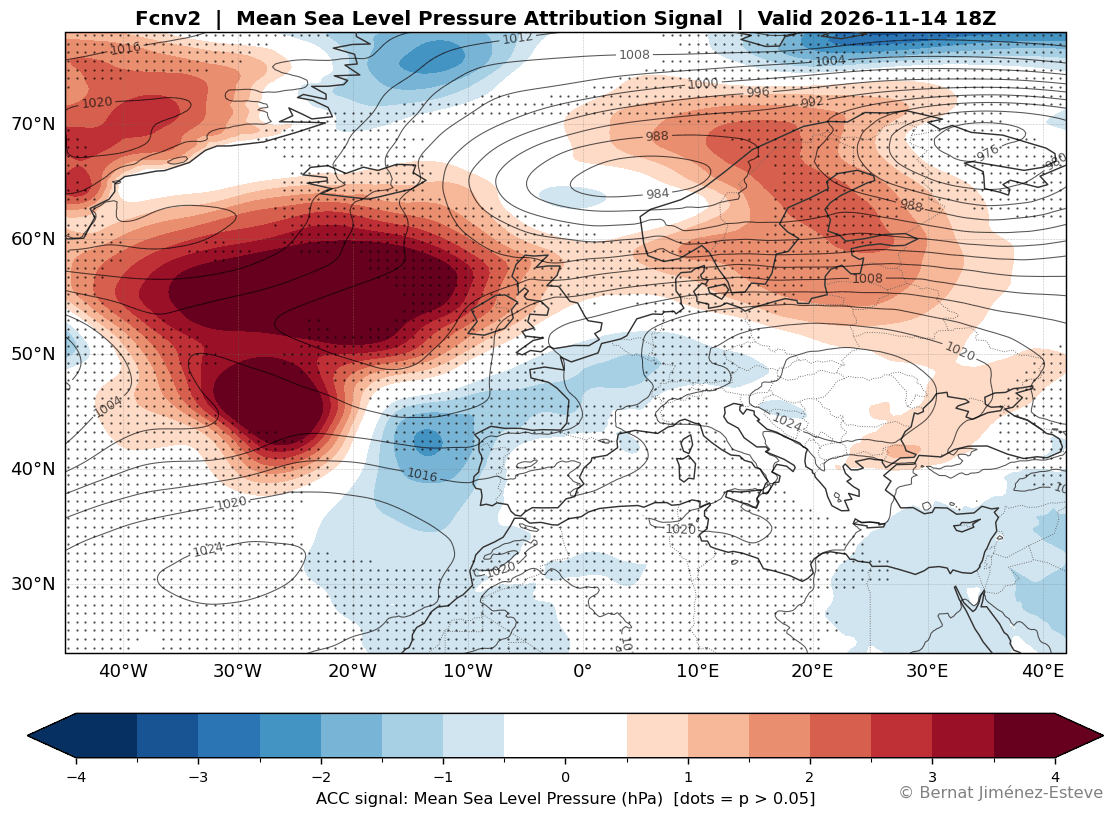 Fcnv2 | Mean Sea Level Pressure Attribution Signal | Valid 2026-11-14 18Z
1016
1012
1008
1004
1000
996
992
1020
70°N
988
976
980
984
988
60°N
1008
1020
50°N
1004
1024
40°N
1016
1020
1020
1024
1020
30°N
40°W 30°W 20°W 10°W 0° 10°E 20°E 30°E 40°E
−4 −3 −2 −1 0 1 2 3 4
ACC signal: Mean Sea Level Pressure (hPa) [dots = p > 0.05]
© Bernat Jiménez-Esteve